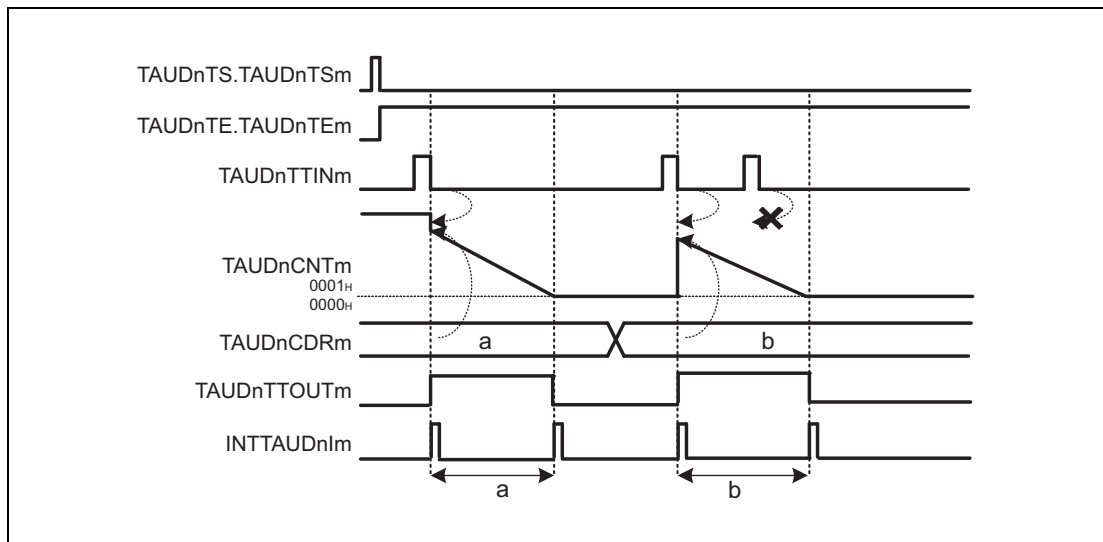 TAUDnTS.TAUDnTSm
TAUDnTE.TAUDnTEm
TAUDnTTINm
TAUDnCNTm
0001H
0000H
TAUDnCDRm
a
b
TAUDnTTOUTm
INTTAUDnIm
a
b